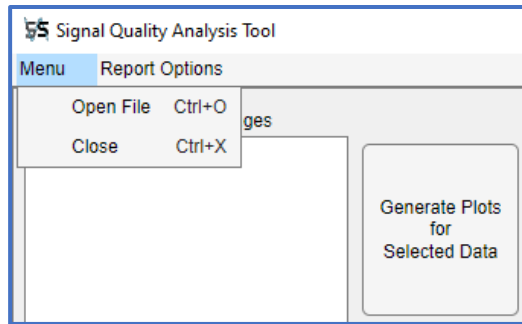 Signal Quality Analysis Tool
Menu Report Options
Open File Ctrl+O
ges
Close Ctrl+X
Generate Plots
for
Selected Data